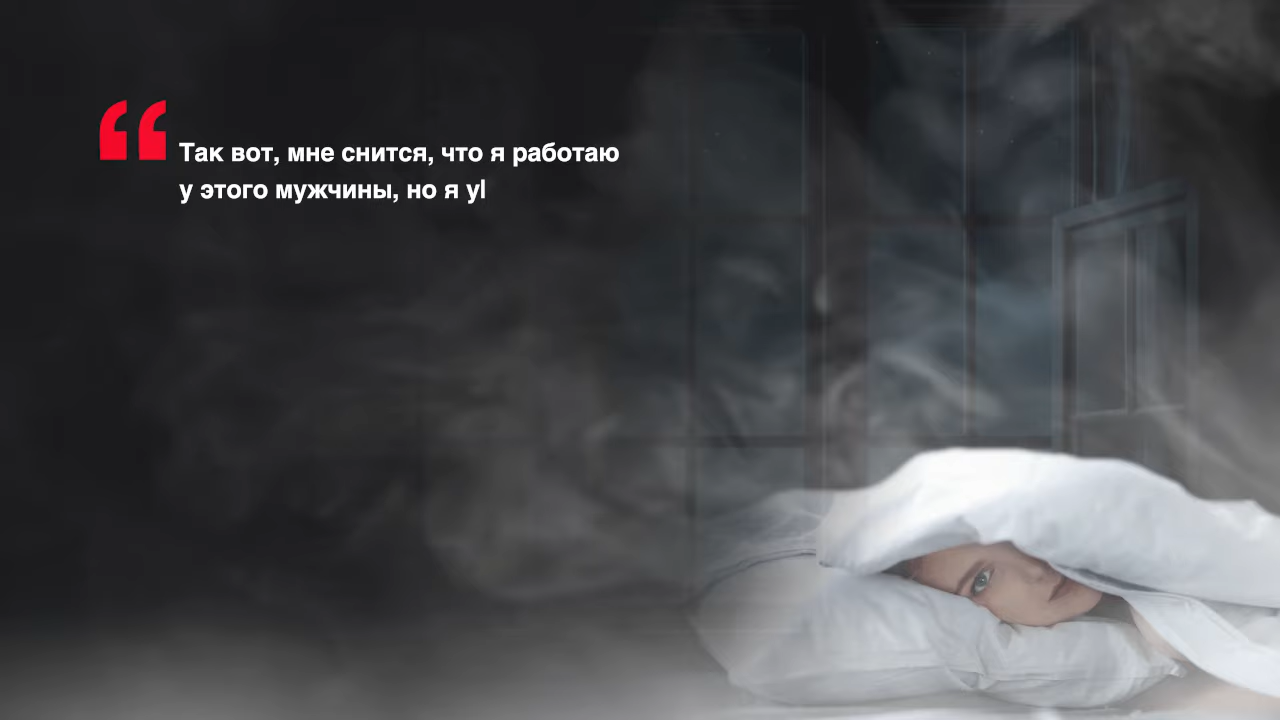 “Так вот, мне снится, что я работаю
у этого мужчины, но я у